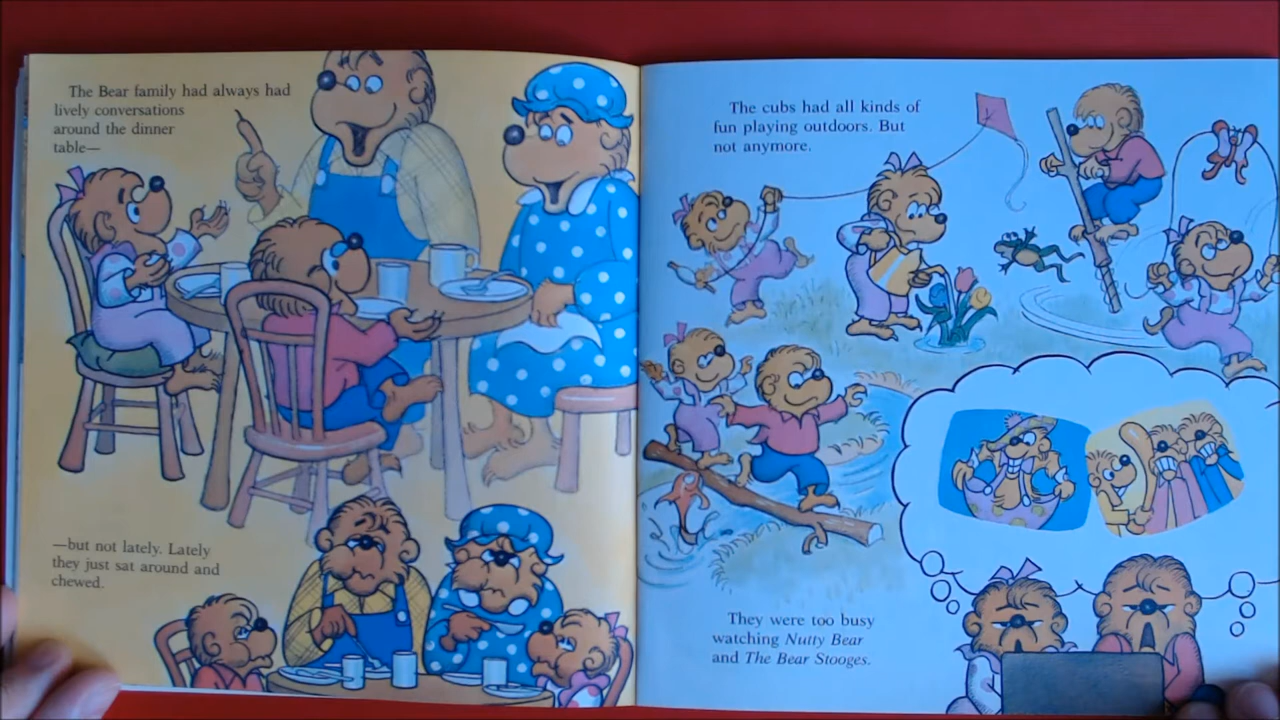 The Bear family had always had
lively conversations
around the dinner
table—
—but not lately. Lately
they just sat around and
chewed.
The cubs had all kinds of
fun playing outdoors. But
not anymore.
They were too busy
watching Nutty Bear
and The Bear Stooges.